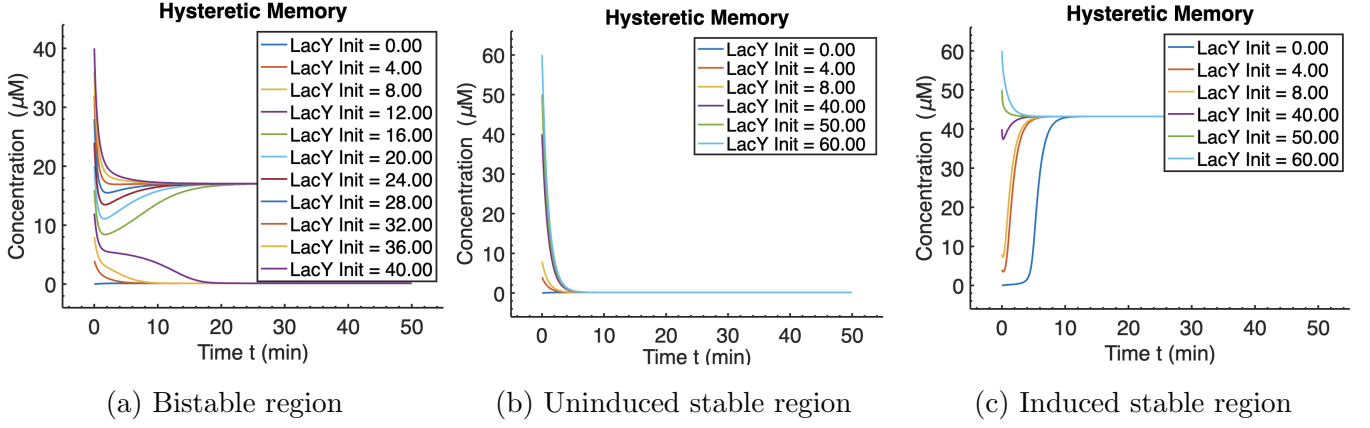 Hysteretic Memory
Concentration (μM)
40
30
20
10
0
LacY Init = 0.00
LacY Init = 4.00
LacY Init = 8.00
LacY Init = 12.00
LacY Init = 16.00
LacY Init = 20.00
LacY Init = 24.00
LacY Init = 28.00
LacY Init = 32.00
LacY Init = 36.00
LacY Init = 40.00
0 10 20 30 40 50
Time t (min)
(a) Bistable region
Hysteretic Memory
Concentration (μM)
60
50
40
30
20
10
0
LacY Init = 0.00
LacY Init = 4.00
LacY Init = 8.00
LacY Init = 40.00
LacY Init = 50.00
LacY Init = 60.00
0 10 20 30 40 50
Time t (min)
(b) Uninduced stable region
Hysteretic Memory
Concentration (μM)
60
50
40
30
20
10
0
LacY Init = 0.00
LacY Init = 4.00
LacY Init = 8.00
LacY Init = 40.00
LacY Init = 50.00
LacY Init = 60.00
0 10 20 30 40 50
Time t (min)
(c) Induced stable region